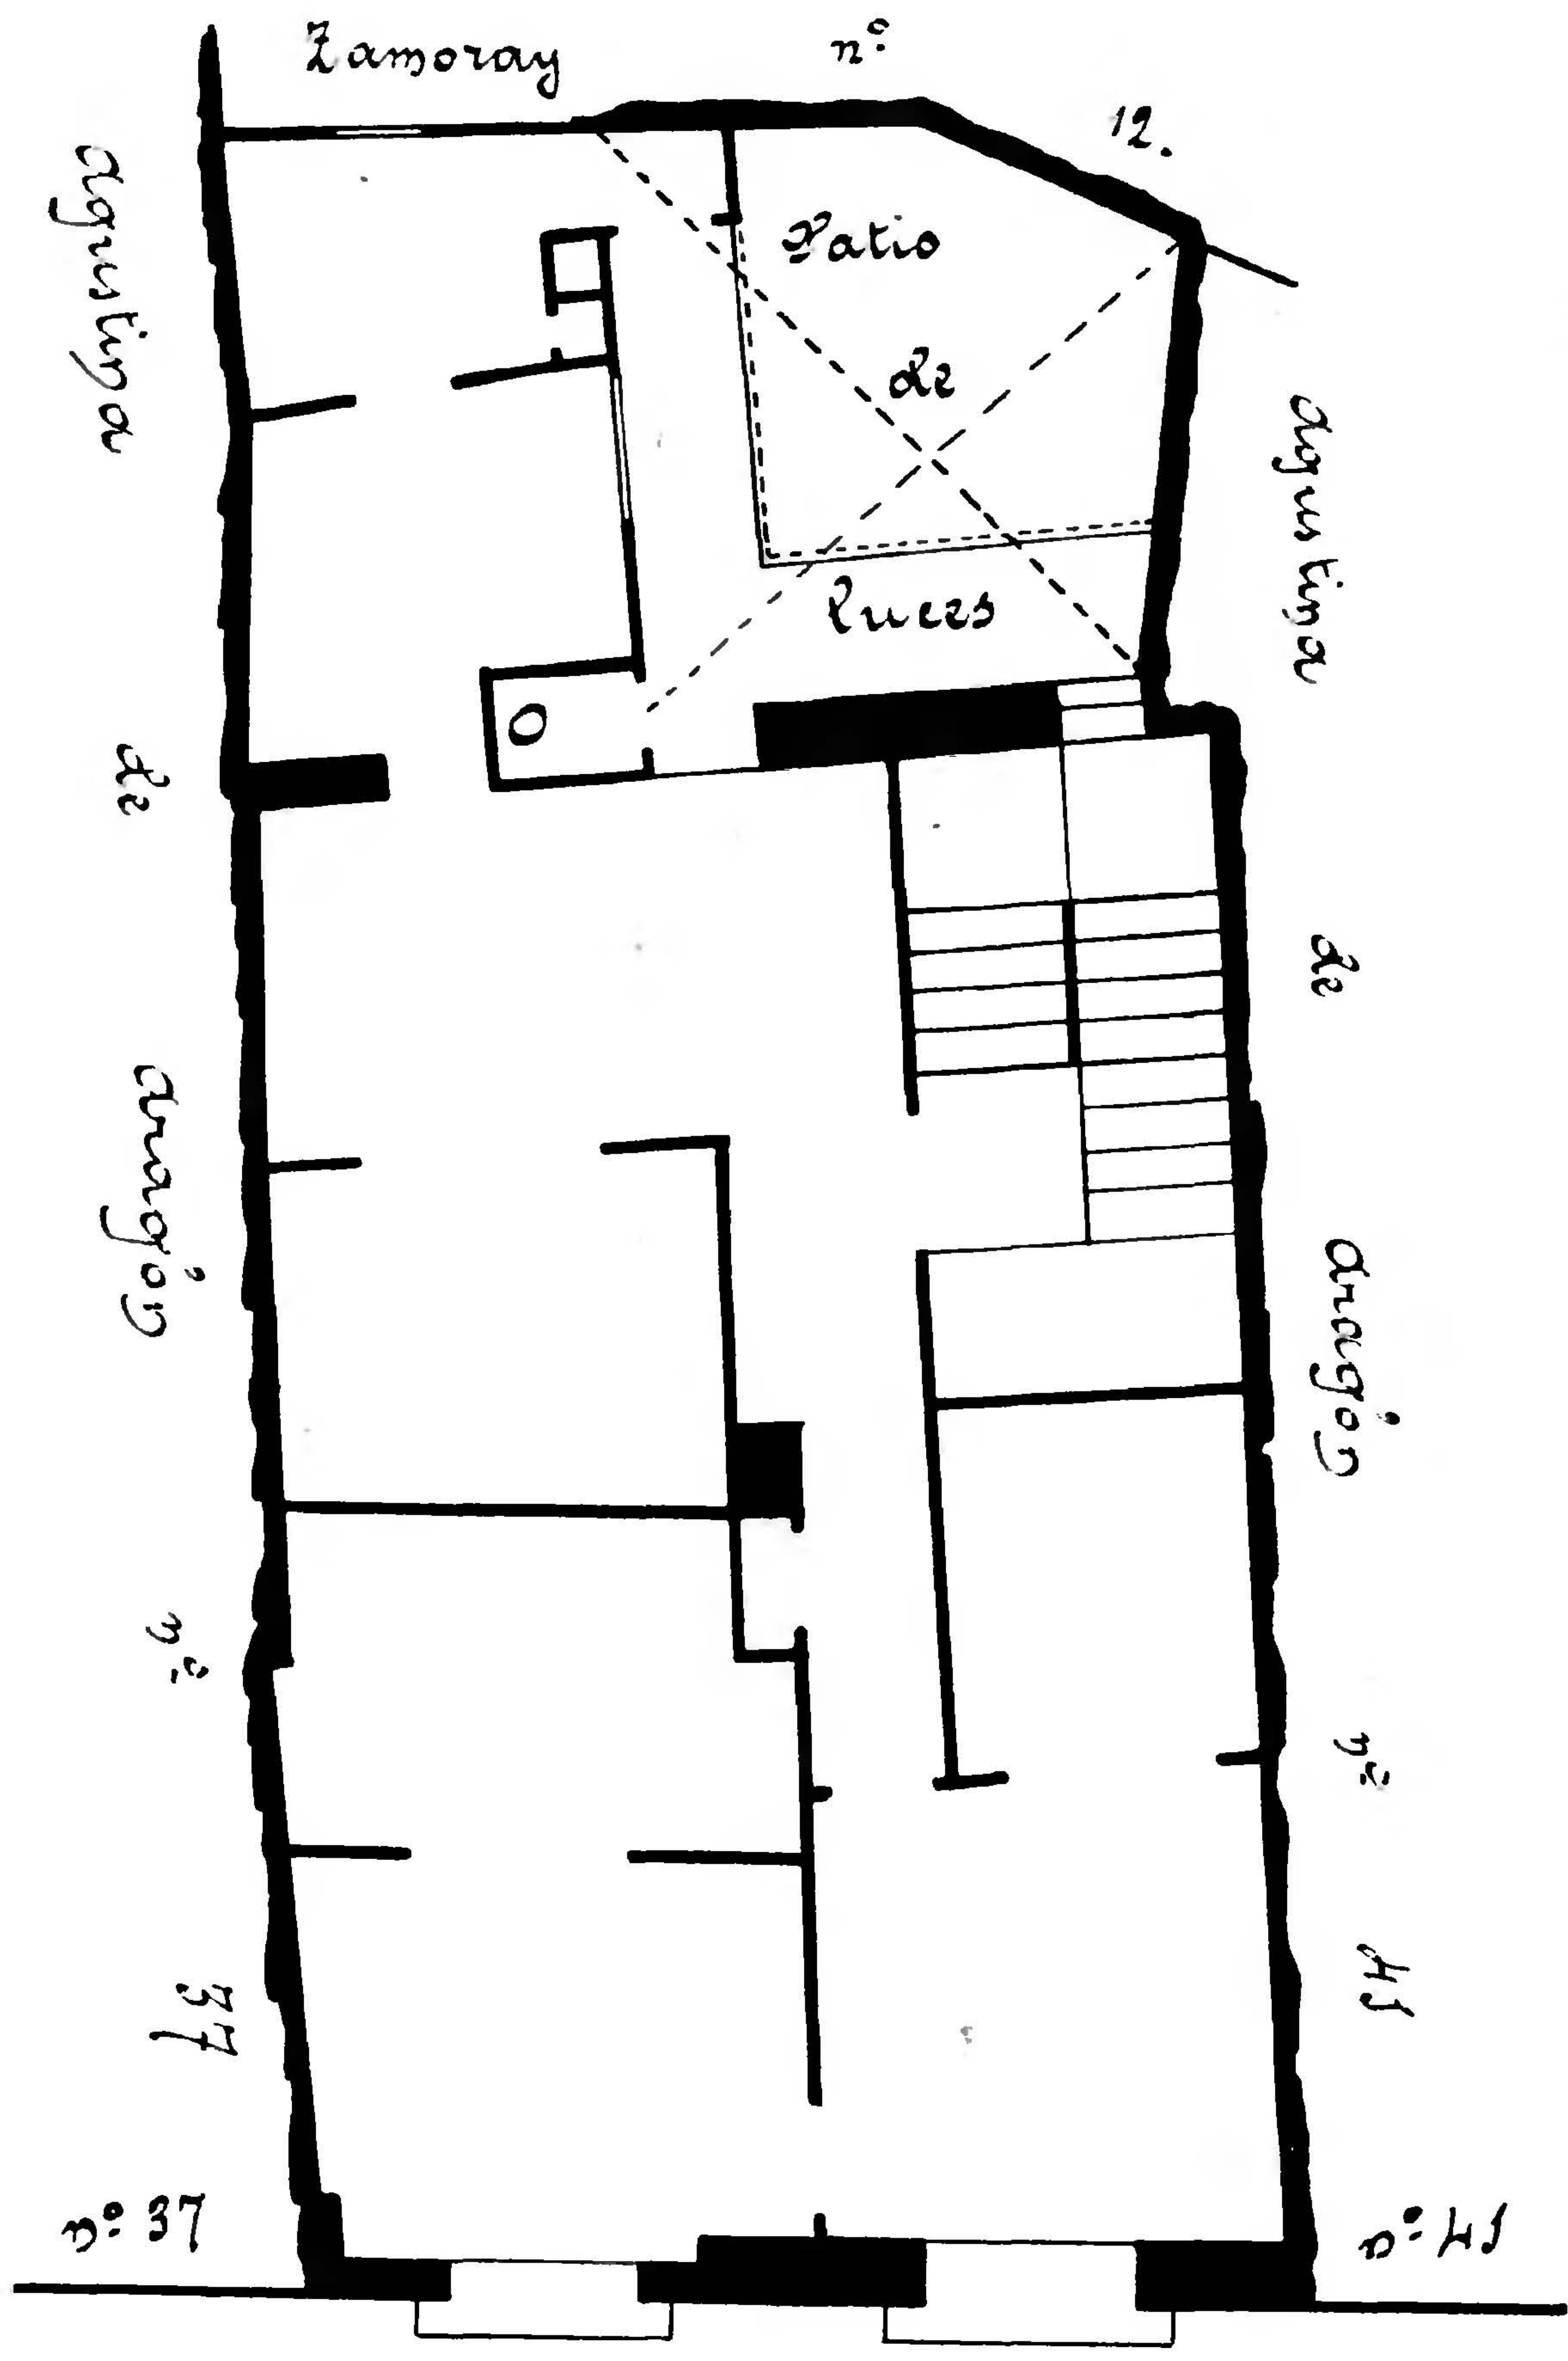 Zamoray nº 12.
Patio
de
Luces
Agustina de Aragón nº 37
Agustina de Aragón nº 41
nº 37
nº 41